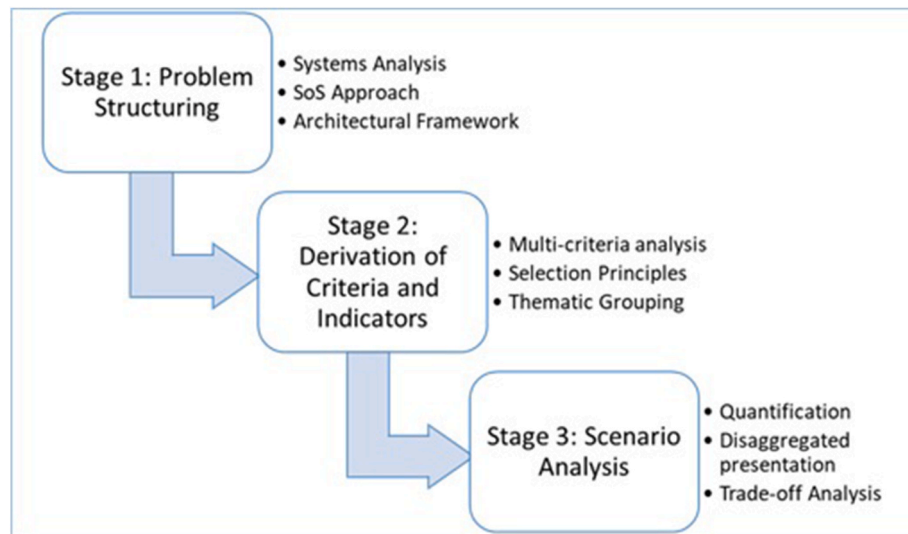 Stage 1: Problem
Structuring
• Systems Analysis
• SoS Approach
• Architectural Framework
Stage 2:
Derivation of
Criteria and
Indicators
• Multi-criteria analysis
• Selection Principles
• Thematic Grouping
Stage 3: Scenario
Analysis
• Quantification
• Disaggregated
presentation
• Trade-off Analysis